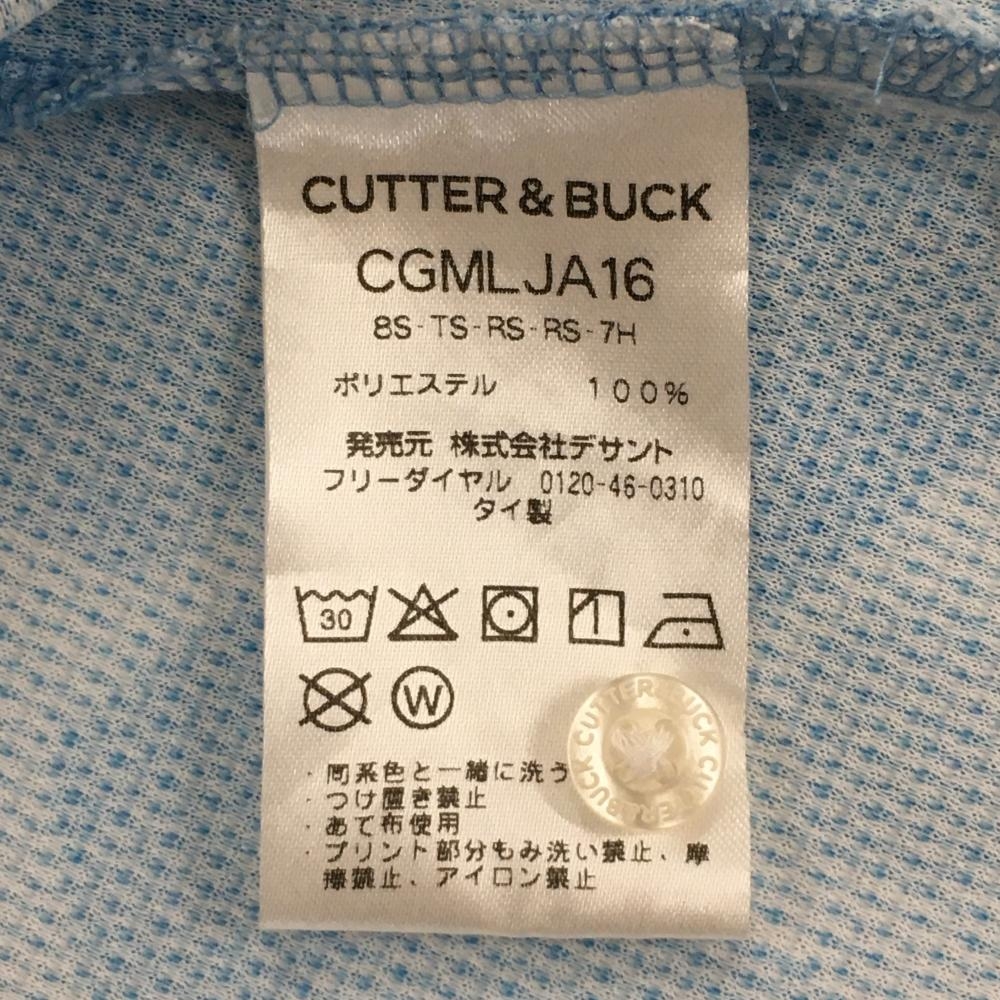 CUTTER & BUCK
CGMLJA16
8S-TS-RS-RS-7H
ポリエステル 100%
発売元 株式会社デサント
フリーダイヤル 0120-46-0310
タイ製
30
W
CUTTER & BUCK CUTTER & BUCK
・同系色と一緒に洗う
・つけ置き禁止
・あて布使用
・プリント部分もみ洗い禁止、摩
擦禁止、アイロン禁止